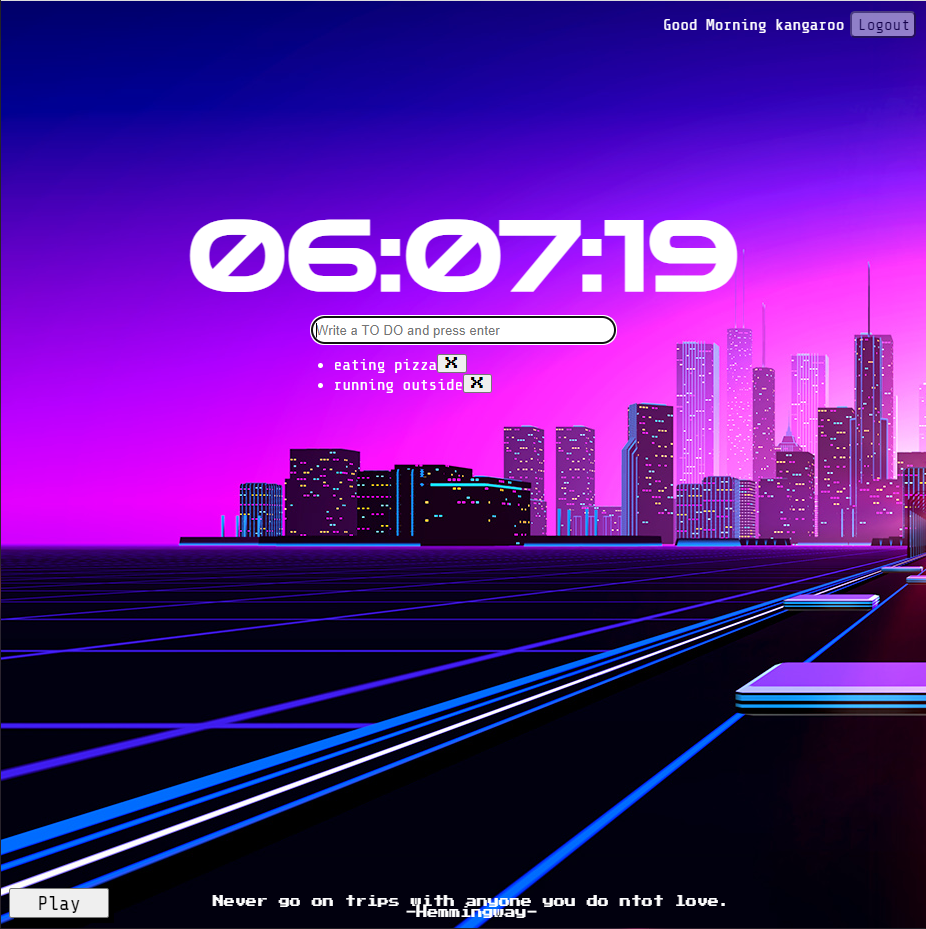 Good Morning kangaroo Logout
06:07:19
Write a TO DO and press enter
eating pizza
running outside
Play
Never go on trips with anyone you do ntot love.
-Hemmingway-